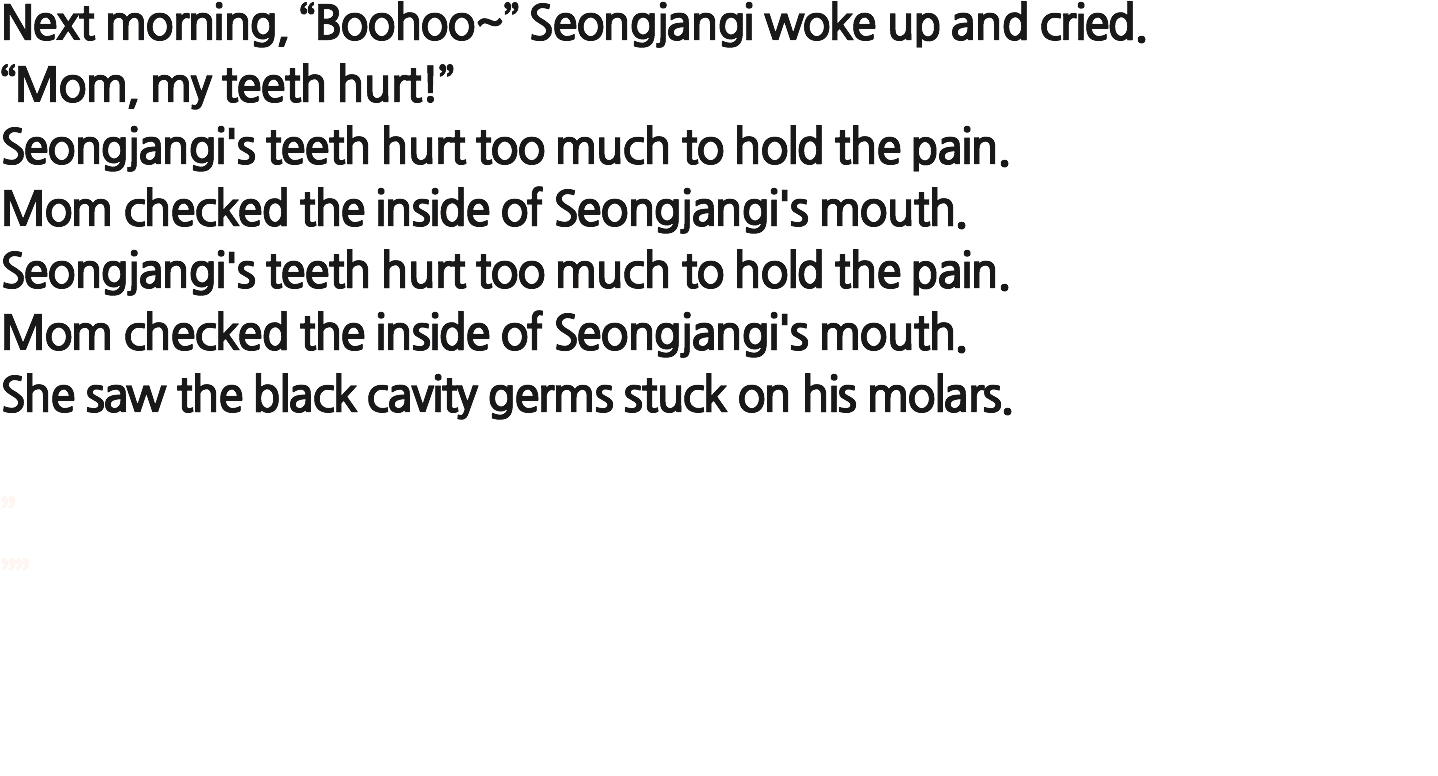 Next morning, “Boohoo~” Seongjangi woke up and cried.
“Mom, my teeth hurt!”
Seongjangi's teeth hurt too much to hold the pain.
Mom checked the inside of Seongjangi's mouth.
Seongjangi's teeth hurt too much to hold the pain.
Mom checked the inside of Seongjangi's mouth.
She saw the black cavity germs stuck on his molars.
”
””